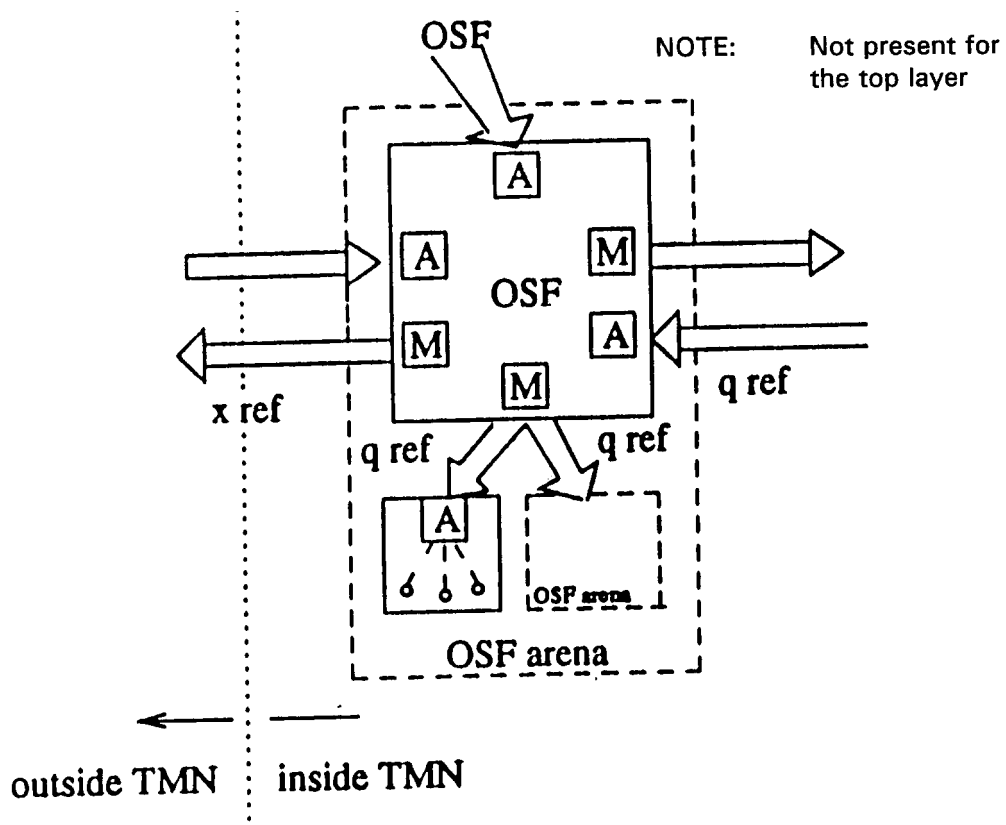 OSF
NOTE: Not present for
the top layer
A
A
M
OSF
M
A
M
x ref
q ref
q ref
q ref
A
OSF arena
OSF arena
outside TMN
inside TMN